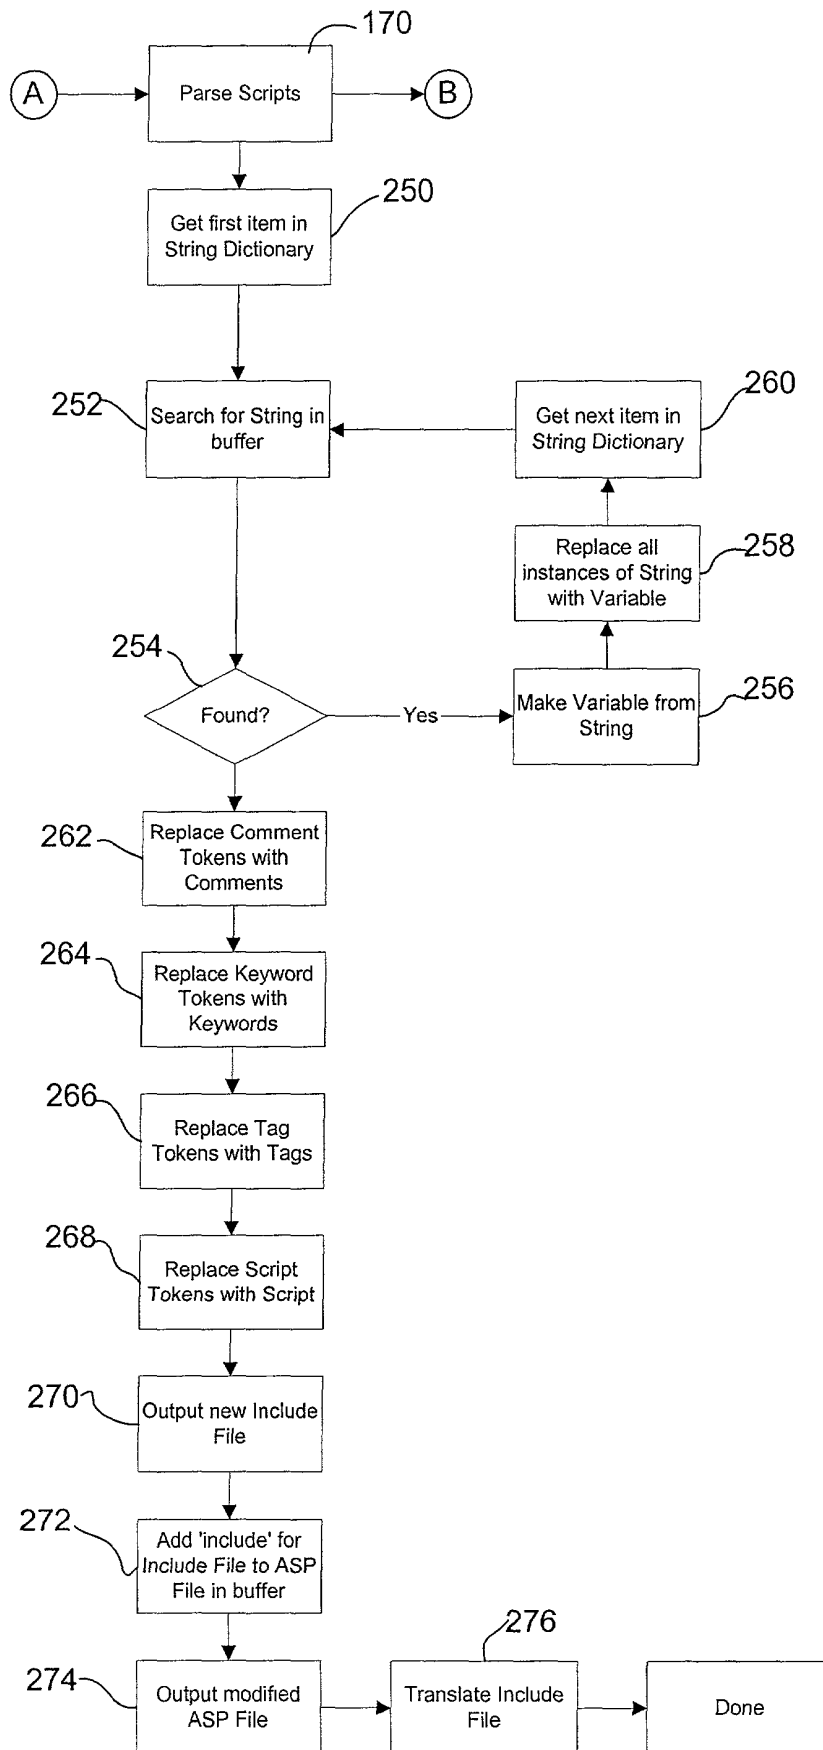 170
A
Parse Scripts
B
250
Get first item in
String Dictionary
252
Search for String in
buffer
260
Get next item in
String Dictionary
258
Replace all
instances of String
with Variable
254
Found?
Yes
256
Make Variable from
String
262
Replace Comment
Tokens with
Comments
264
Replace Keyword
Tokens with
Keywords
266
Replace Tag
Tokens with Tags
268
Replace Script
Tokens with Script
270
Output new Include
File
272
Add 'include' for
Include File to ASP
File in buffer
274
Output modified
ASP File
276
Translate Include
File
Done